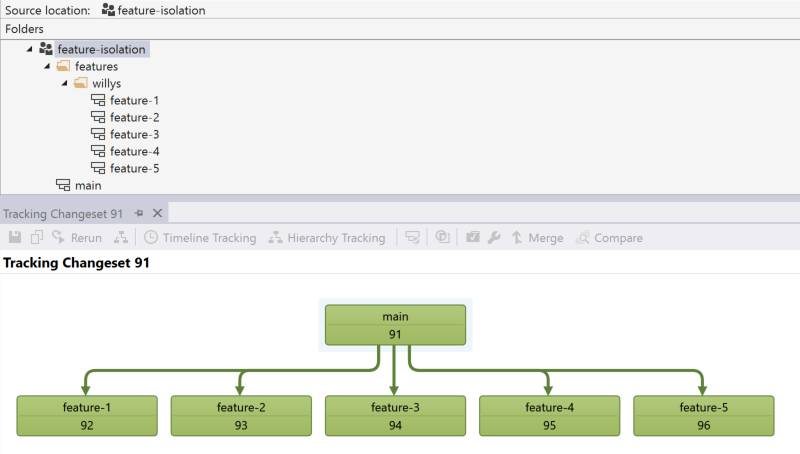 Source location: feature-isolation
Folders
feature-isolation
features
willys
feature-1
feature-2
feature-3
feature-4
feature-5
main
Tracking Changeset 91
Rerun Timeline Tracking Hierarchy Tracking Merge Compare
Tracking Changeset 91
main
91
feature-1 feature-2 feature-3 feature-4 feature-5
92 93 94 95 96